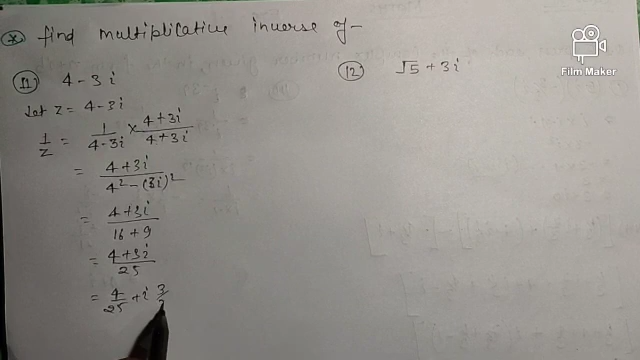 * find multiplicative inverse of -
Film Maker
11 4 - 3i
12 √5 + 3i
Let z = 4 - 3i
1/z = 1/(4-3i) × (4+3i)/(4+3i)
= (4+3i)/(4² - (3i)²)
= (4+3i)/(16+9)
= (4+3i)/25
= 4/25 + i 3/